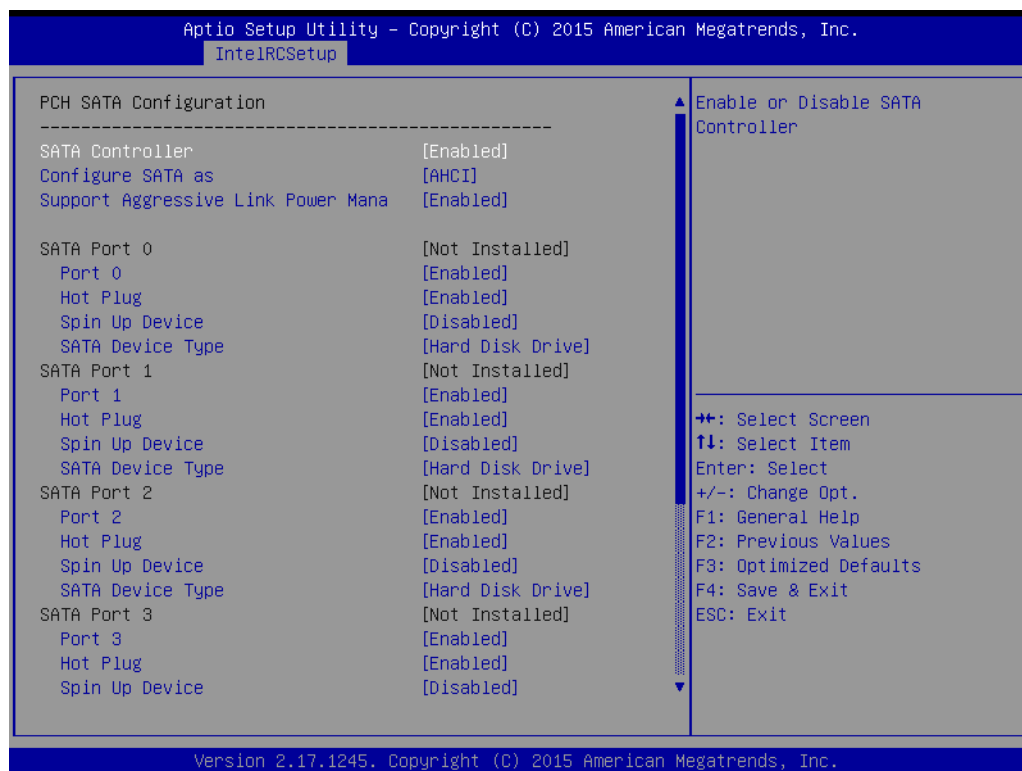 Aptio Setup Utility – Copyright (C) 2015 American Megatrends, Inc.
IntelRCSetup
PCH SATA Configuration
--------------------------------------------------
SATA Controller [Enabled]
Configure SATA as [AHCI]
Support Aggressive Link Power Mana [Enabled]
SATA Port 0 [Not Installed]
Port 0 [Enabled]
Hot Plug [Enabled]
Spin Up Device [Disabled]
SATA Device Type [Hard Disk Drive]
SATA Port 1 [Not Installed]
Port 1 [Enabled]
Hot Plug [Enabled]
Spin Up Device [Disabled]
SATA Device Type [Hard Disk Drive]
SATA Port 2 [Not Installed]
Port 2 [Enabled]
Hot Plug [Enabled]
Spin Up Device [Disabled]
SATA Device Type [Hard Disk Drive]
SATA Port 3 [Not Installed]
Port 3 [Enabled]
Hot Plug [Enabled]
Spin Up Device [Disabled]
Enable or Disable SATA
Controller
→←: Select Screen
↑↓: Select Item
Enter: Select
+/-: Change Opt.
F1: General Help
F2: Previous Values
F3: Optimized Defaults
F4: Save & Exit
ESC: Exit
Version 2.17.1245. Copyright (C) 2015 American Megatrends, Inc.